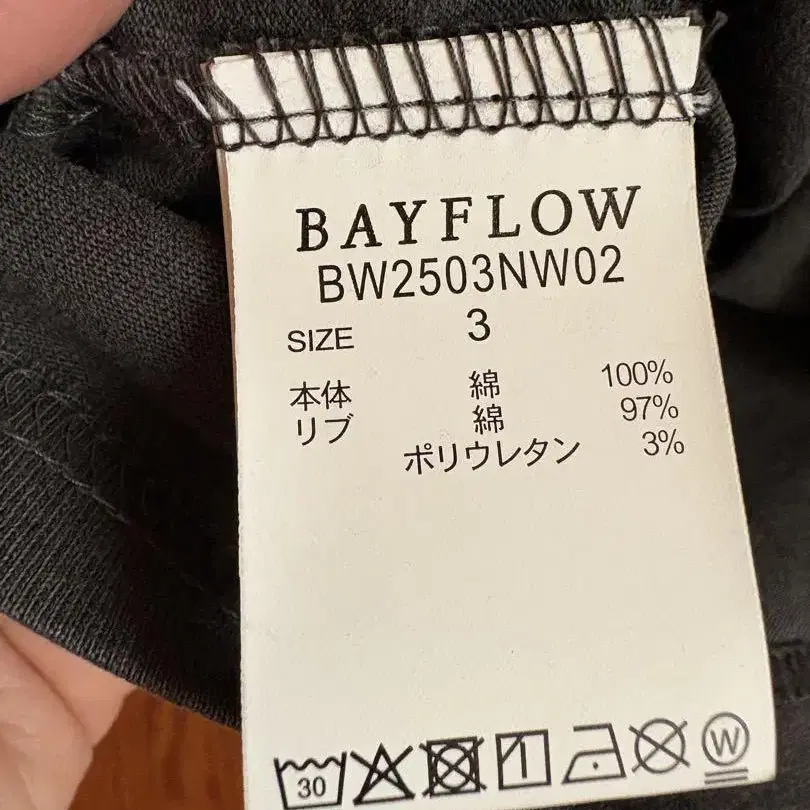 BAYFLOW
BW2503NW02
SIZE 3
本体 綿 100%
リブ 綿 97%
ポリウレタン 3%
30
W